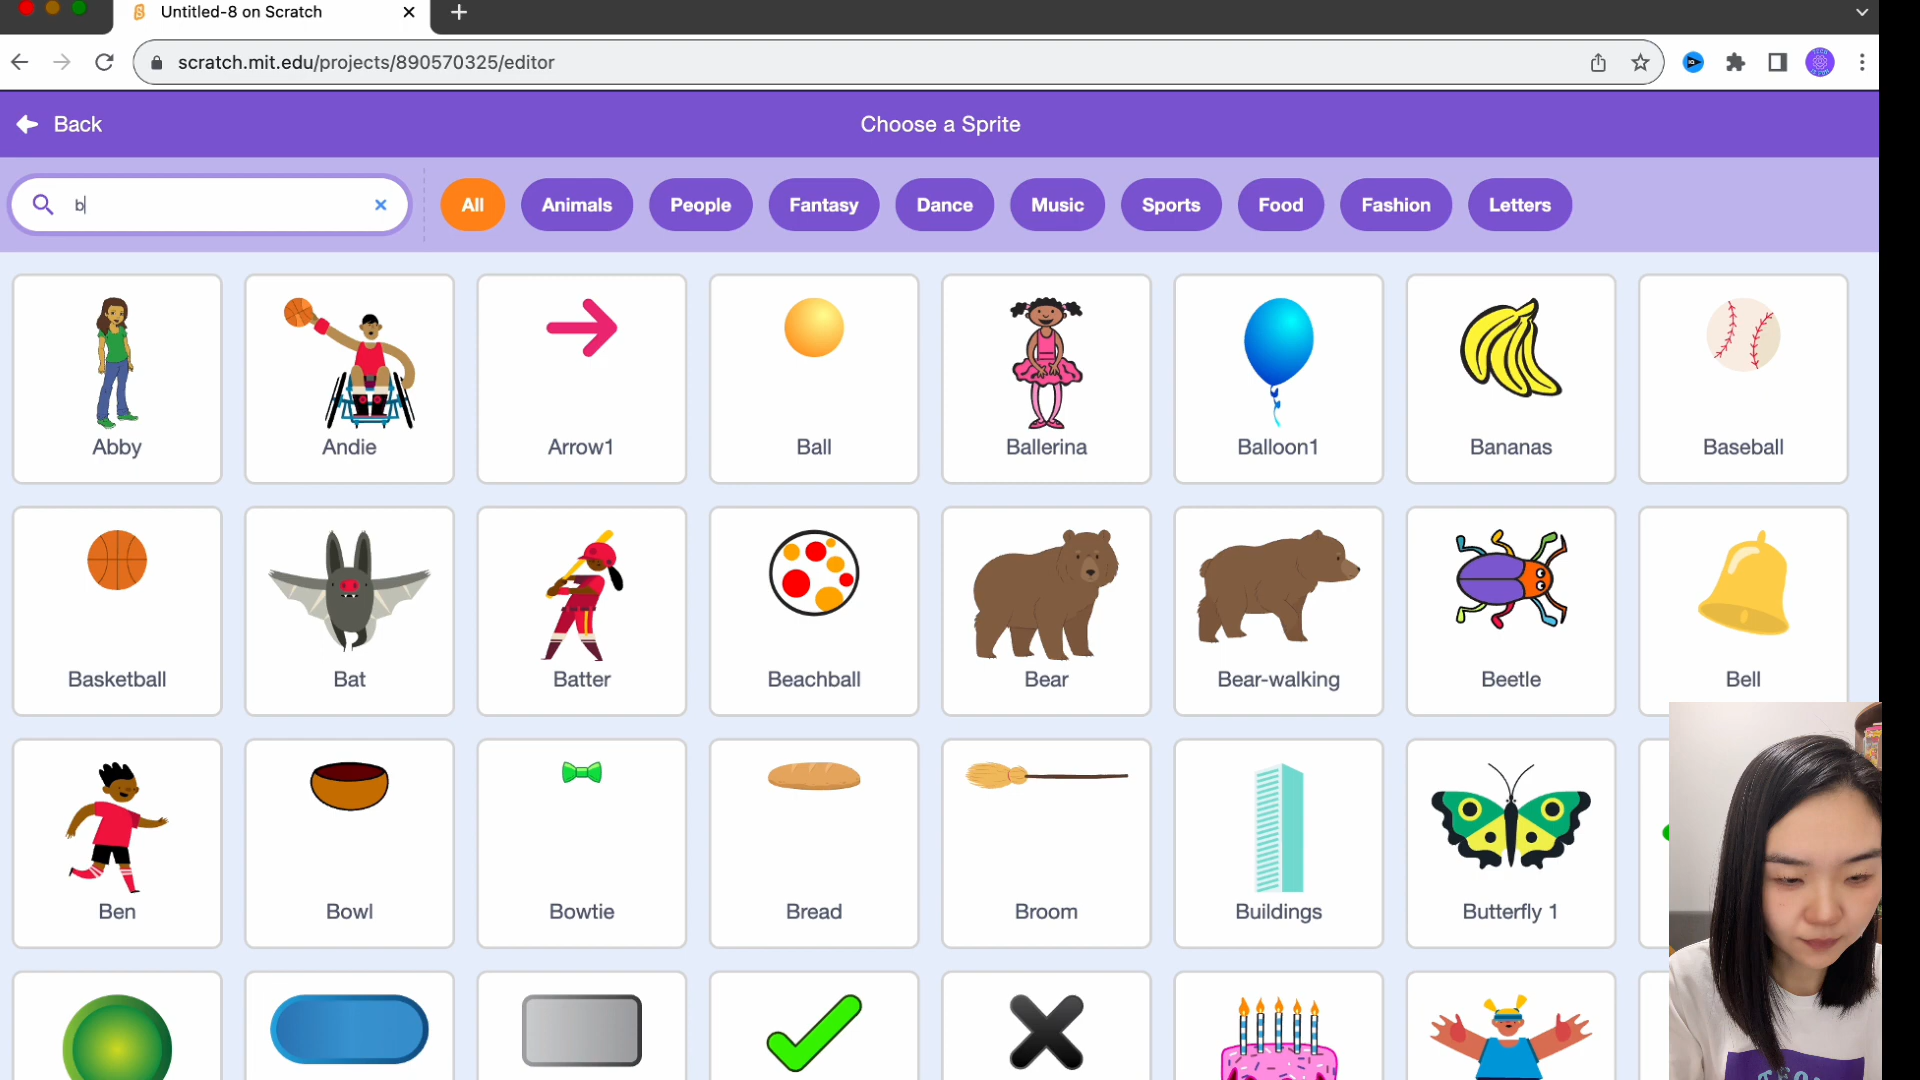 Untitled-8 on Scratch
scratch.mit.edu/projects/890570325/editor
Back
Choose a Sprite
b
All
Animals
People
Fantasy
Dance
Music
Sports
Food
Fashion
Letters
Abby
Andie
Arrow1
Ball
Ballerina
Balloon1
Bananas
Baseball
Basketball
Bat
Batter
Beachball
Bear
Bear-walking
Beetle
Bell
Ben
Bowl
Bowtie
Bread
Broom
Buildings
Butterfly 1